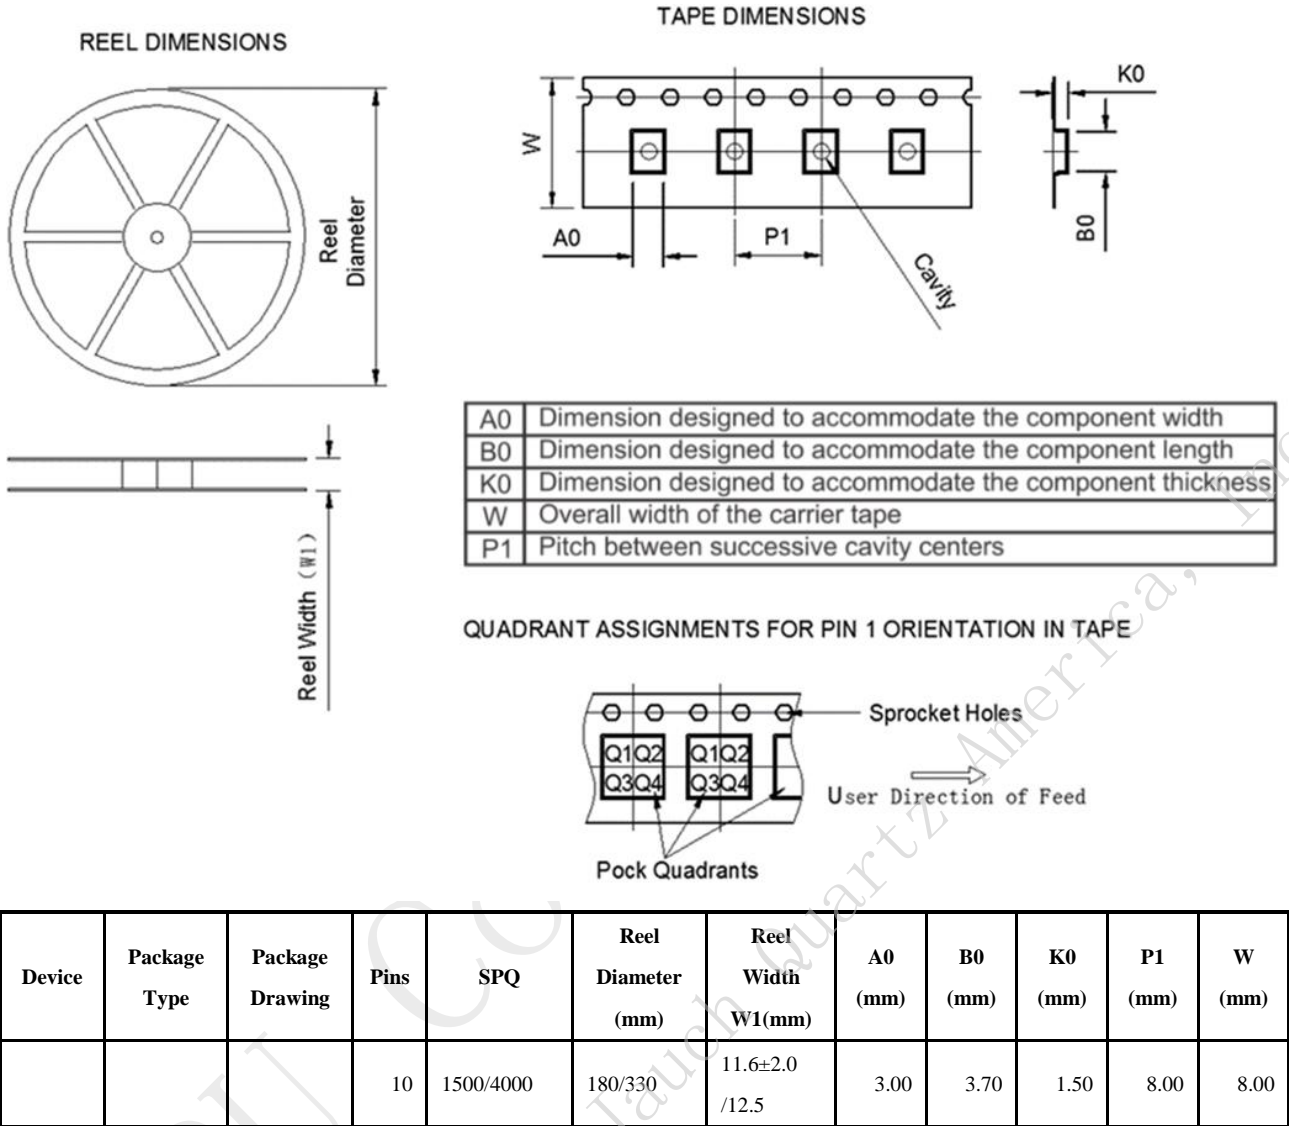 REEL DIMENSIONS
TAPE DIMENSIONS
Reel
Diameter
Reel Width (W1)
W
A0
P1
Cavity
K0
B0
A0 Dimension designed to accommodate the component width
B0 Dimension designed to accommodate the component length
K0 Dimension designed to accommodate the component thickness
W Overall width of the carrier tape
P1 Pitch between successive cavity centers
QUADRANT ASSIGNMENTS FOR PIN 1 ORIENTATION IN TAPE
Sprocket Holes
Q1 Q2 Q1 Q2
Q3 Q4 Q3 Q4
User Direction of Feed
Pock Quadrants
Device Package Type Package Drawing Pins SPQ Reel Diameter (mm) Reel Width W1(mm) A0 (mm) B0 (mm) K0 (mm) P1 (mm) W (mm)
10 1500/4000 180/330 11.6±2.0 /12.5 3.00 3.70 1.50 8.00 8.00
Jauch Quartz America, Inc